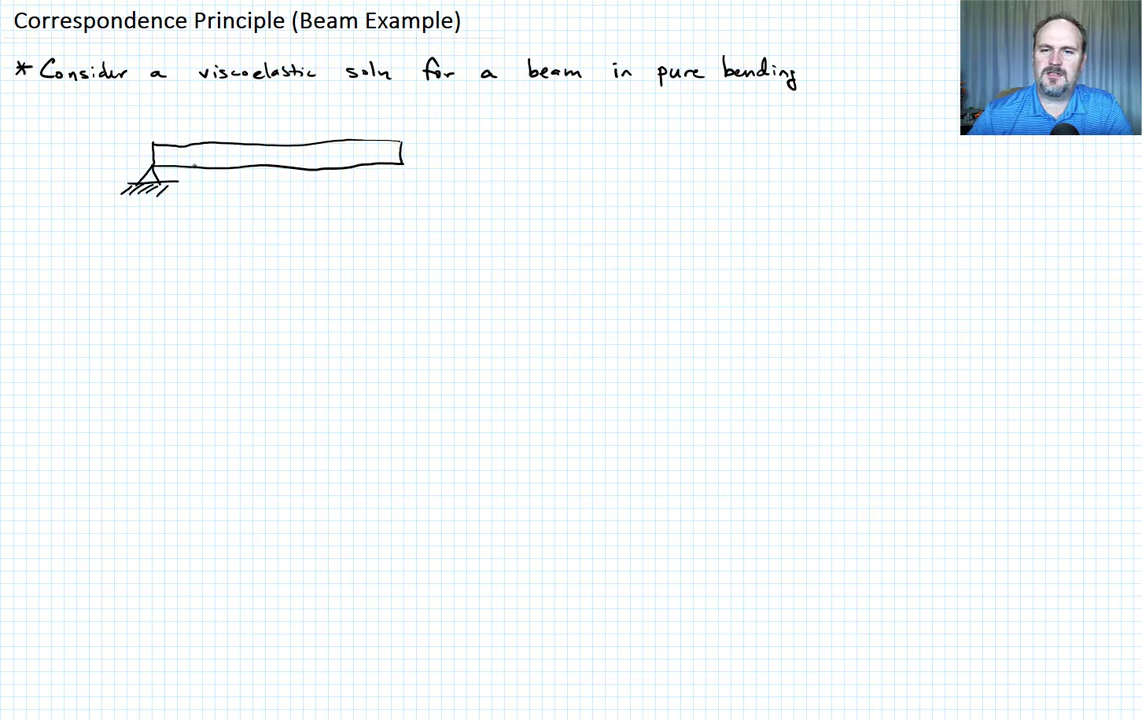 Correspondence Principle (Beam Example)
* Consider a viscoelastic soln for a beam in pure bending